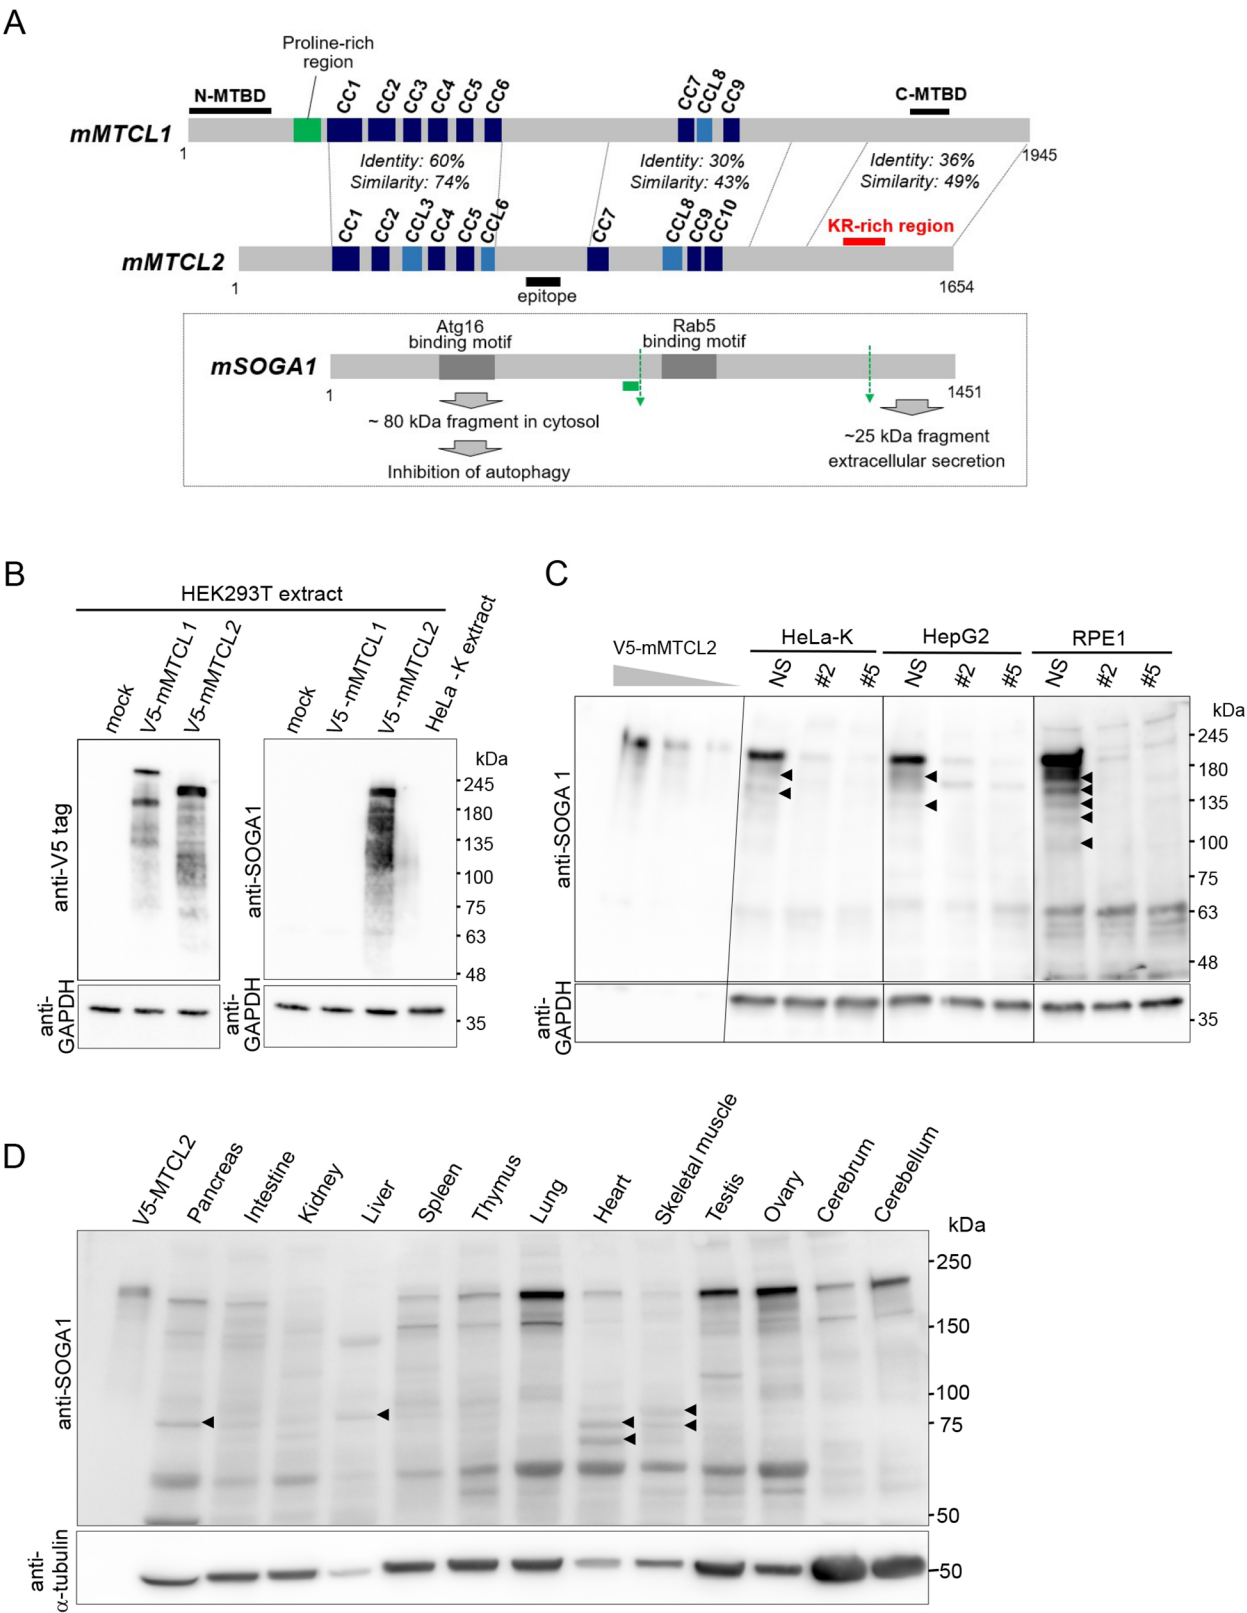 A
Proline-rich
region
N-MTBD
CC1
CC2
CC3
CC4
CC5
CC6
CC7
CCL8
CC9
C-MTBD
mMTCL1
1
1945
Identity: 60%
Similarity: 74%
Identity: 30%
Similarity: 43%
Identity: 36%
Similarity: 49%
CC1
CC2
CCL3
CC4
CC5
CCL6
CC7
CCL8
CC9
CC10
KR-rich region
mMTCL2
1
epitope
1654
Atg16
binding motif
Rab5
binding motif
mSOGA1
1
1451
~ 80 kDa fragment in cytosol
Inhibition of autophagy
~25 kDa fragment
extracellular secretion
B
HEK293T extract
mock
V5-mMTCL1
V5-mMTCL2
mock
V5-mMTCL1
V5-mMTCL2
HeLa -K extract
anti-V5 tag
anti-SOGA1
kDa
245
180
135
100
75
63
48
anti-
GAPDH
anti-
GAPDH
35
C
V5-mMTCL2
HeLa-K
HepG2
RPE1
NS
#2
#5
NS
#2
#5
NS
#2
#5
anti-SOGA 1
kDa
245
180
135
100
75
63
48
anti-
GAPDH
35
D
V5-MTCL2
Pancreas
Intestine
Kidney
Liver
Spleen
Thymus
Lung
Heart
Skeletal muscle
Testis
Ovary
Cerebrum
Cerebellum
anti-SOGA1
kDa
250
150
100
75
50
anti-
α-tubulin
50